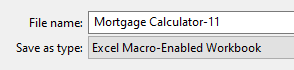 File name: Mortgage Calculator-11
Save as type: Excel Macro-Enabled Workbook